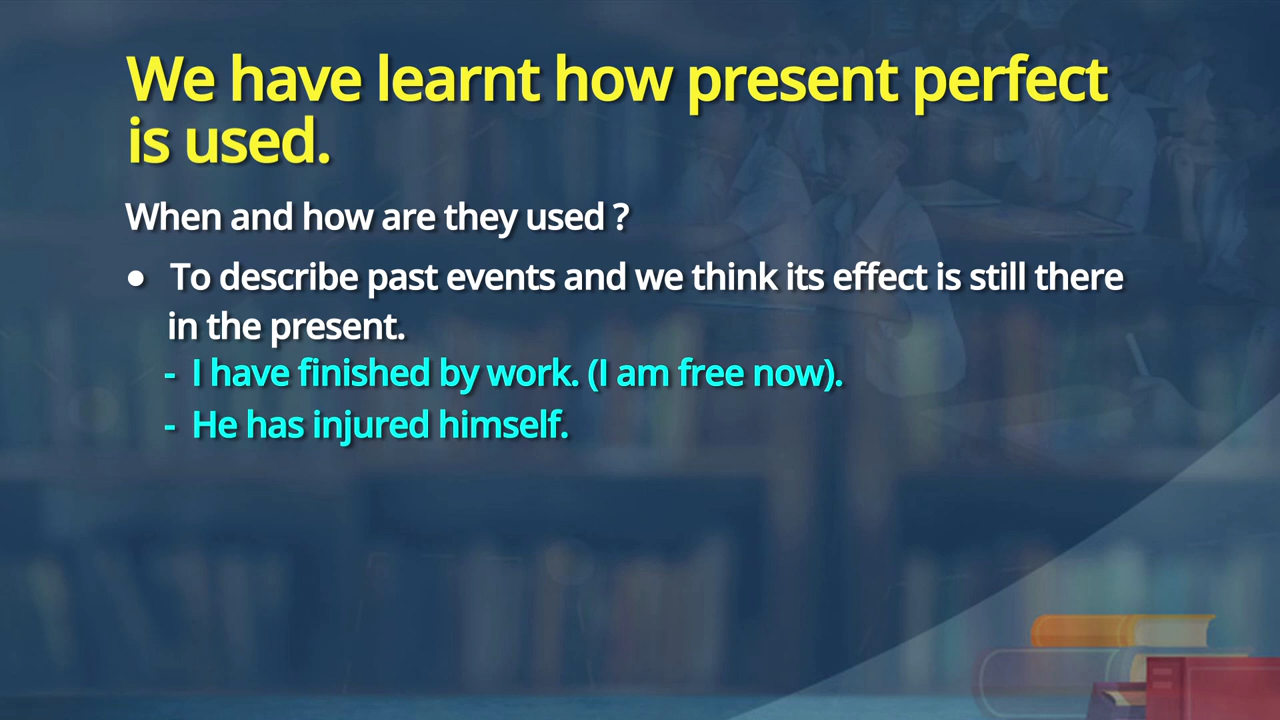 We have learnt how present perfect
is used.
When and how are they used ?
● To describe past events and we think its effect is still there
in the present.
- I have finished by work. (I am free now).
- He has injured himself.